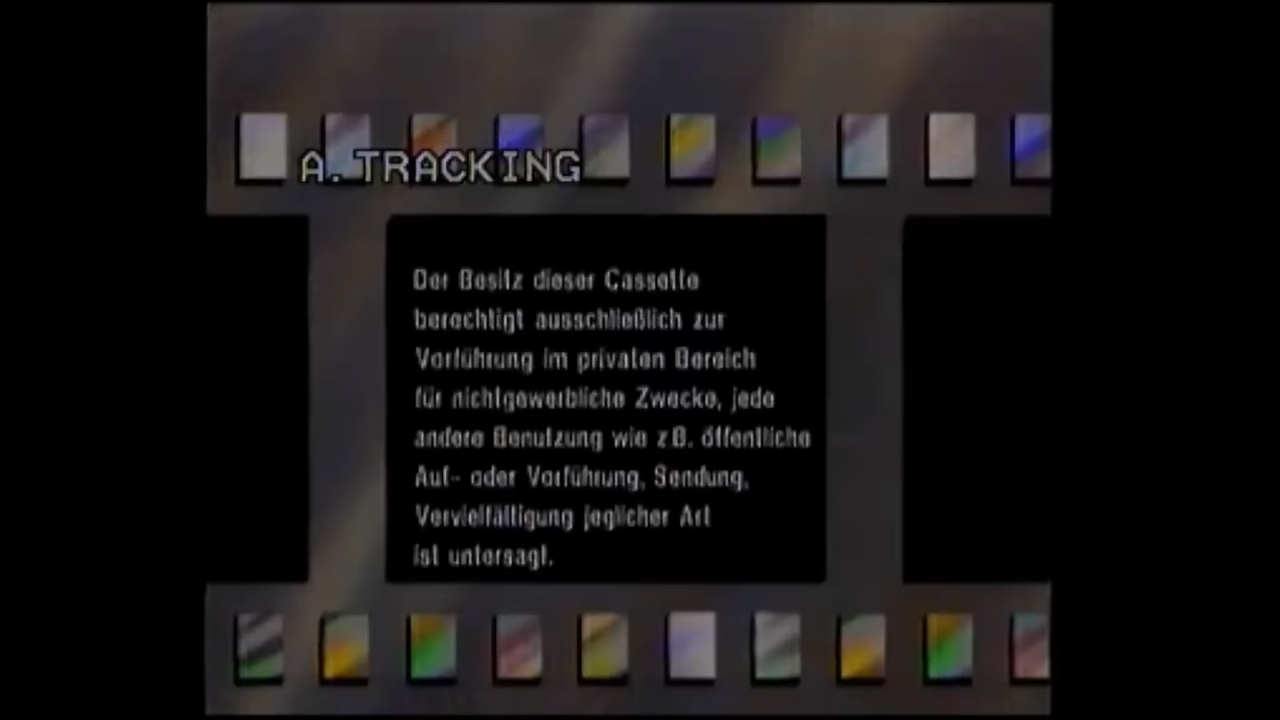 A. TRACKING
Der Besitz dieser Cassette
berechtigt ausschließlich zur
Vorführung im privaten Bereich
für nichtgewerbliche Zwecke, jede
andere Benutzung wie z.B. öffentliche
Auf- oder Vorführung, Sendung,
Vervielfältigung jeglicher Art
ist untersagt.